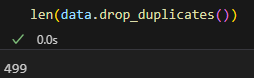 len(data.drop_duplicates())
0.0s
499